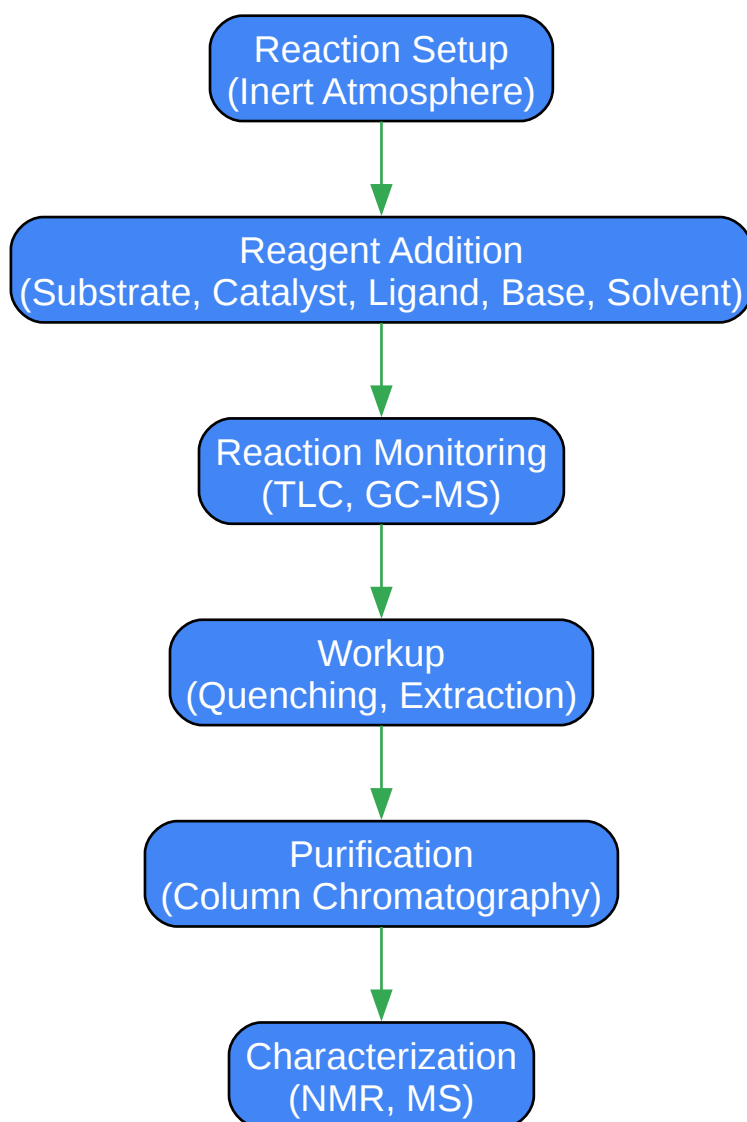 Reaction Setup
(Inert Atmosphere)
Reagent Addition
(Substrate, Catalyst, Ligand, Base, Solvent)
Reaction Monitoring
(TLC, GC-MS)
Workup
(Quenching, Extraction)
Purification
(Column Chromatography)
Characterization
(NMR, MS)